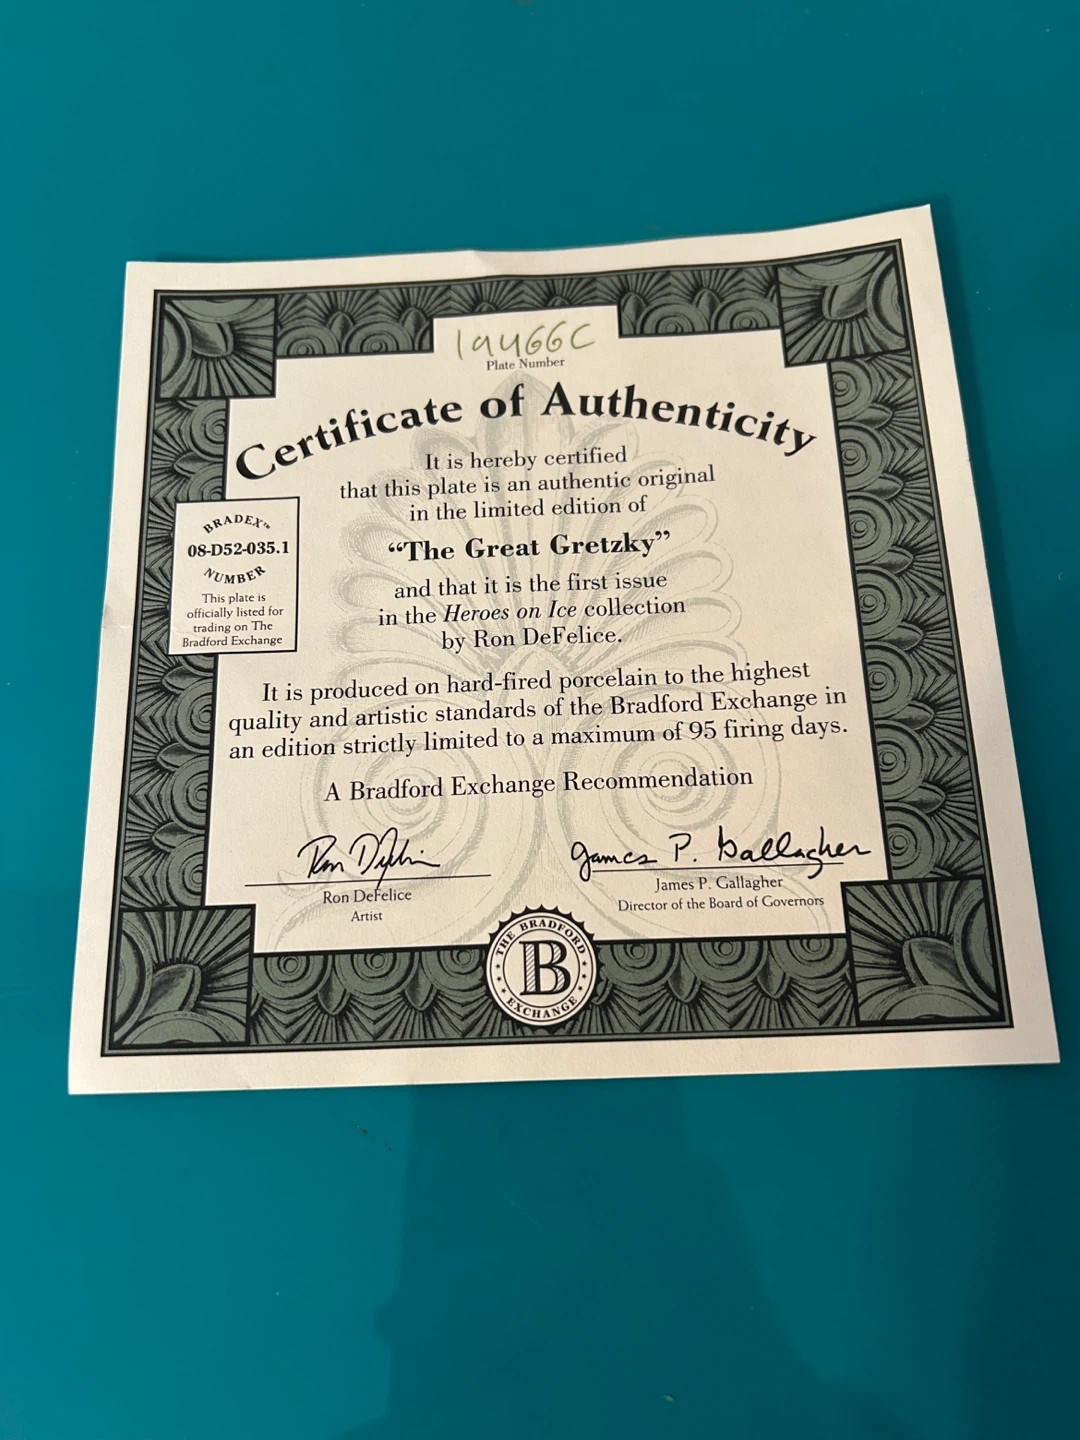 19466C
Plate Number
Certificate of Authenticity
It is hereby certified
that this plate is an authentic original
in the limited edition of
“The Great Gretzky”
and that it is the first issue
in the Heroes on Ice collection
by Ron DeFelice.
BRADEX™
08-D52-035.1
NUMBER
This plate is
officially listed for
trading on The
Bradford Exchange
It is produced on hard-fired porcelain to the highest
quality and artistic standards of the Bradford Exchange in
an edition strictly limited to a maximum of 95 firing days.
A Bradford Exchange Recommendation
Ron DeFelice
James P. Gallagher
Ron DeFelice
Artist
James P. Gallagher
Director of the Board of Governors
THE BRADFORD
B
EXCHANGE